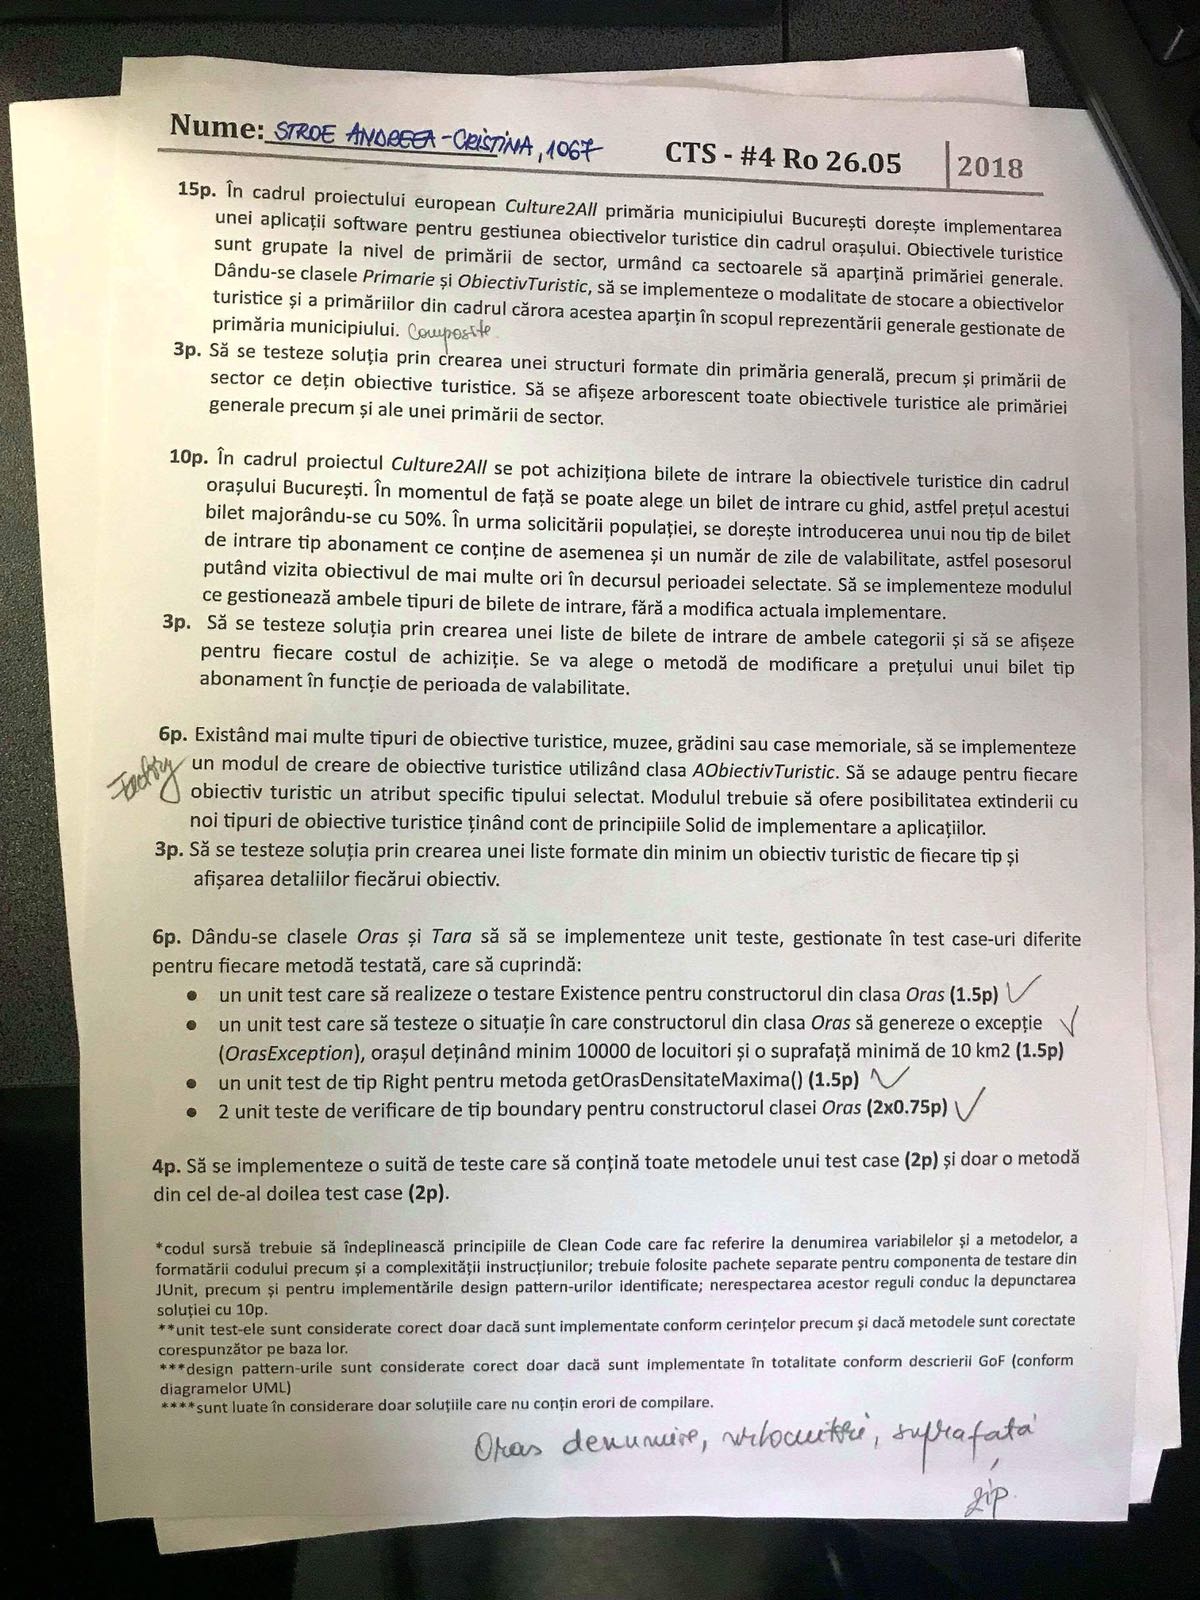 Nume: STROE ANDREEA-CRISTINA, 1067 CTS - #4 Ro 26.05 2018
15p. În cadrul proiectului european Culture2All primăria municipiului București dorește implementarea
unei aplicații software pentru gestiunea obiectivelor turistice din cadrul orașului. Obiectivele turistice
sunt grupate la nivel de primării de sector, urmând ca sectoarele să aparțină primăriei generale.
Dându-se clasele Primarie și ObiectivTuristic, să se implementeze o modalitate de stocare a obiectivelor
turistice și a primăriilor din cadrul cărora acestea aparțin în scopul reprezentării generale gestionate de
primăria municipiului. Composite
3p. Să se testeze soluția prin crearea unei structuri formate din primăria generală, precum și primării de
sector ce dețin obiective turistice. Să se afișeze arborescent toate obiectivele turistice ale primăriei
generale precum și ale unei primării de sector.
10p. În cadrul proiectul Culture2All se pot achiziționa bilete de intrare la obiectivele turistice din cadrul
orașului București. În momentul de față se poate alege un bilet de intrare cu ghid, astfel prețul acestui
bilet majorându-se cu 50%. În urma solicitării populației, se dorește introducerea unui nou tip de bilet
de intrare tip abonament ce conține de asemenea și un număr de zile de valabilitate, astfel posesorul
putând vizita obiectivul de mai multe ori în decursul perioadei selectate. Să se implementeze modulul
ce gestionează ambele tipuri de bilete de intrare, fără a modifica actuala implementare.
3p. Să se testeze soluția prin crearea unei liste de bilete de intrare de ambele categorii și să se afișeze
pentru fiecare costul de achiziție. Se va alege o metodă de modificare a prețului unui bilet tip
abonament în funcție de perioada de valabilitate.
6p. Existând mai multe tipuri de obiective turistice, muzee, grădini sau case memoriale, să se implementeze
Factory un modul de creare de obiective turistice utilizând clasa AObiectivTuristic. Să se adauge pentru fiecare
obiectiv turistic un atribut specific tipului selectat. Modulul trebuie să ofere posibilitatea extinderii cu
noi tipuri de obiective turistice ținând cont de principiile Solid de implementare a aplicațiilor.
3p. Să se testeze soluția prin crearea unei liste formate din minim un obiectiv turistic de fiecare tip și
afișarea detaliilor fiecărui obiectiv.
6p. Dându-se clasele Oras și Tara să să se implementeze unit teste, gestionate în test case-uri diferite
pentru fiecare metodă testată, care să cuprindă:
• un unit test care să realizeze o testare Existence pentru constructorul din clasa Oras (1.5p)
• un unit test care să testeze o situație în care constructorul din clasa Oras să genereze o excepție
(OrasException), orașul deținând minim 10000 de locuitori și o suprafață minimă de 10 km2 (1.5p)
• un unit test de tip Right pentru metoda getOrasDensitateMaxima() (1.5p)
• 2 unit teste de verificare de tip boundary pentru constructorul clasei Oras (2x0.75p)
4p. Să se implementeze o suită de teste care să conțină toate metodele unui test case (2p) și doar o metodă
din cel de-al doilea test case (2p).
*codul sursă trebuie să îndeplinească principiile de Clean Code care fac referire la denumirea variabilelor și a metodelor, a
formatării codului precum și a complexității instrucțiunilor; trebuie folosite pachete separate pentru componenta de testare din
JUnit, precum și pentru implementările design pattern-urilor identificate; nerespectarea acestor reguli conduc la depunctarea
soluției cu 10p.
**unit test-ele sunt considerate corect doar dacă sunt implementate conform cerințelor precum și dacă metodele sunt corectate
corespunzător pe baza lor.
***design pattern-urile sunt considerate corect doar dacă sunt implementate în totalitate conform descrierii GoF (conform
diagramelor UML)
****sunt luate în considerare doar soluțiile care nu conțin erori de compilare.
Oras denumire, nrlocuitori, suprafata
, zip